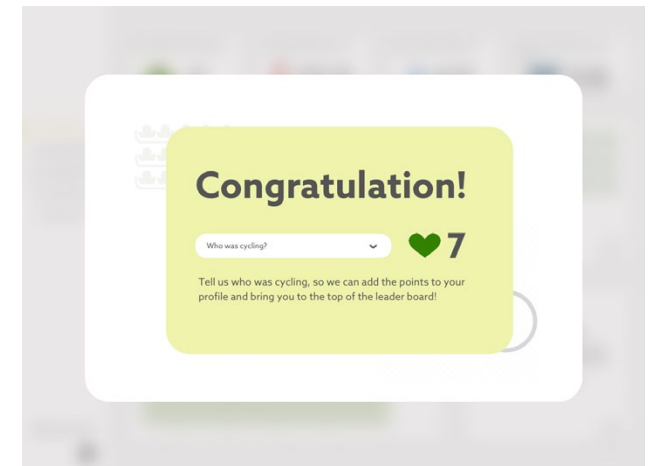 Congratulation!
Who was cycling?
7
Tell us who was cycling, so we can add the points to your
profile and bring you to the top of the leader board!